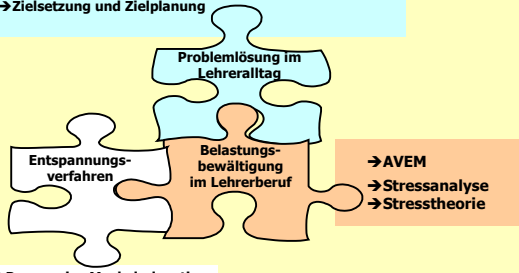 ➔Zielsetzung und Zielplanung
Problemlösung im
Lehreralltag
Entspannungs-
verfahren
Belastungs-
bewältigung
im Lehrerberuf
➔AVEM
➔Stressanalyse
➔Stresstheorie